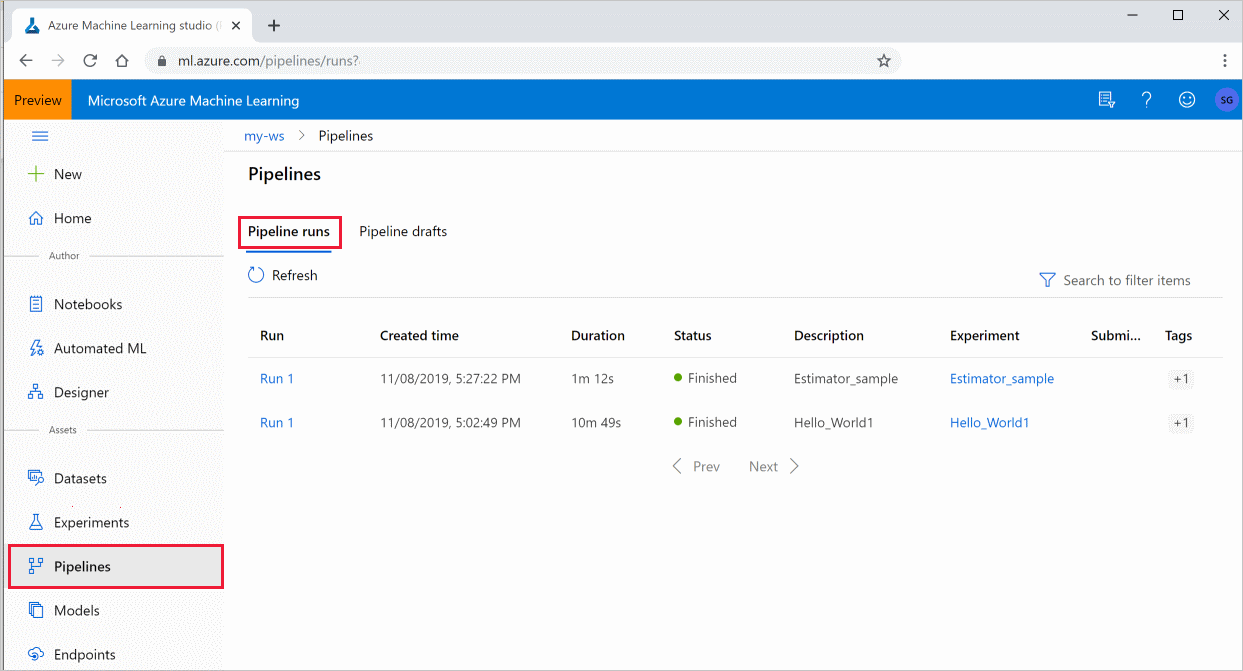 Azure Machine Learning studio (
ml.azure.com/pipelines/runs?
Preview
Microsoft Azure Machine Learning
SG
my-ws > Pipelines
New
Home
Author
Notebooks
Automated ML
Designer
Assets
Datasets
Experiments
Pipelines
Models
Endpoints
Pipelines
Pipeline runs Pipeline drafts
Refresh
Search to filter items
Run Created time Duration Status Description Experiment Submi... Tags
Run 1 11/08/2019, 5:27:22 PM 1m 12s Finished Estimator_sample Estimator_sample +1
Run 1 11/08/2019, 5:02:49 PM 10m 49s Finished Hello_World1 Hello_World1 +1
Prev Next